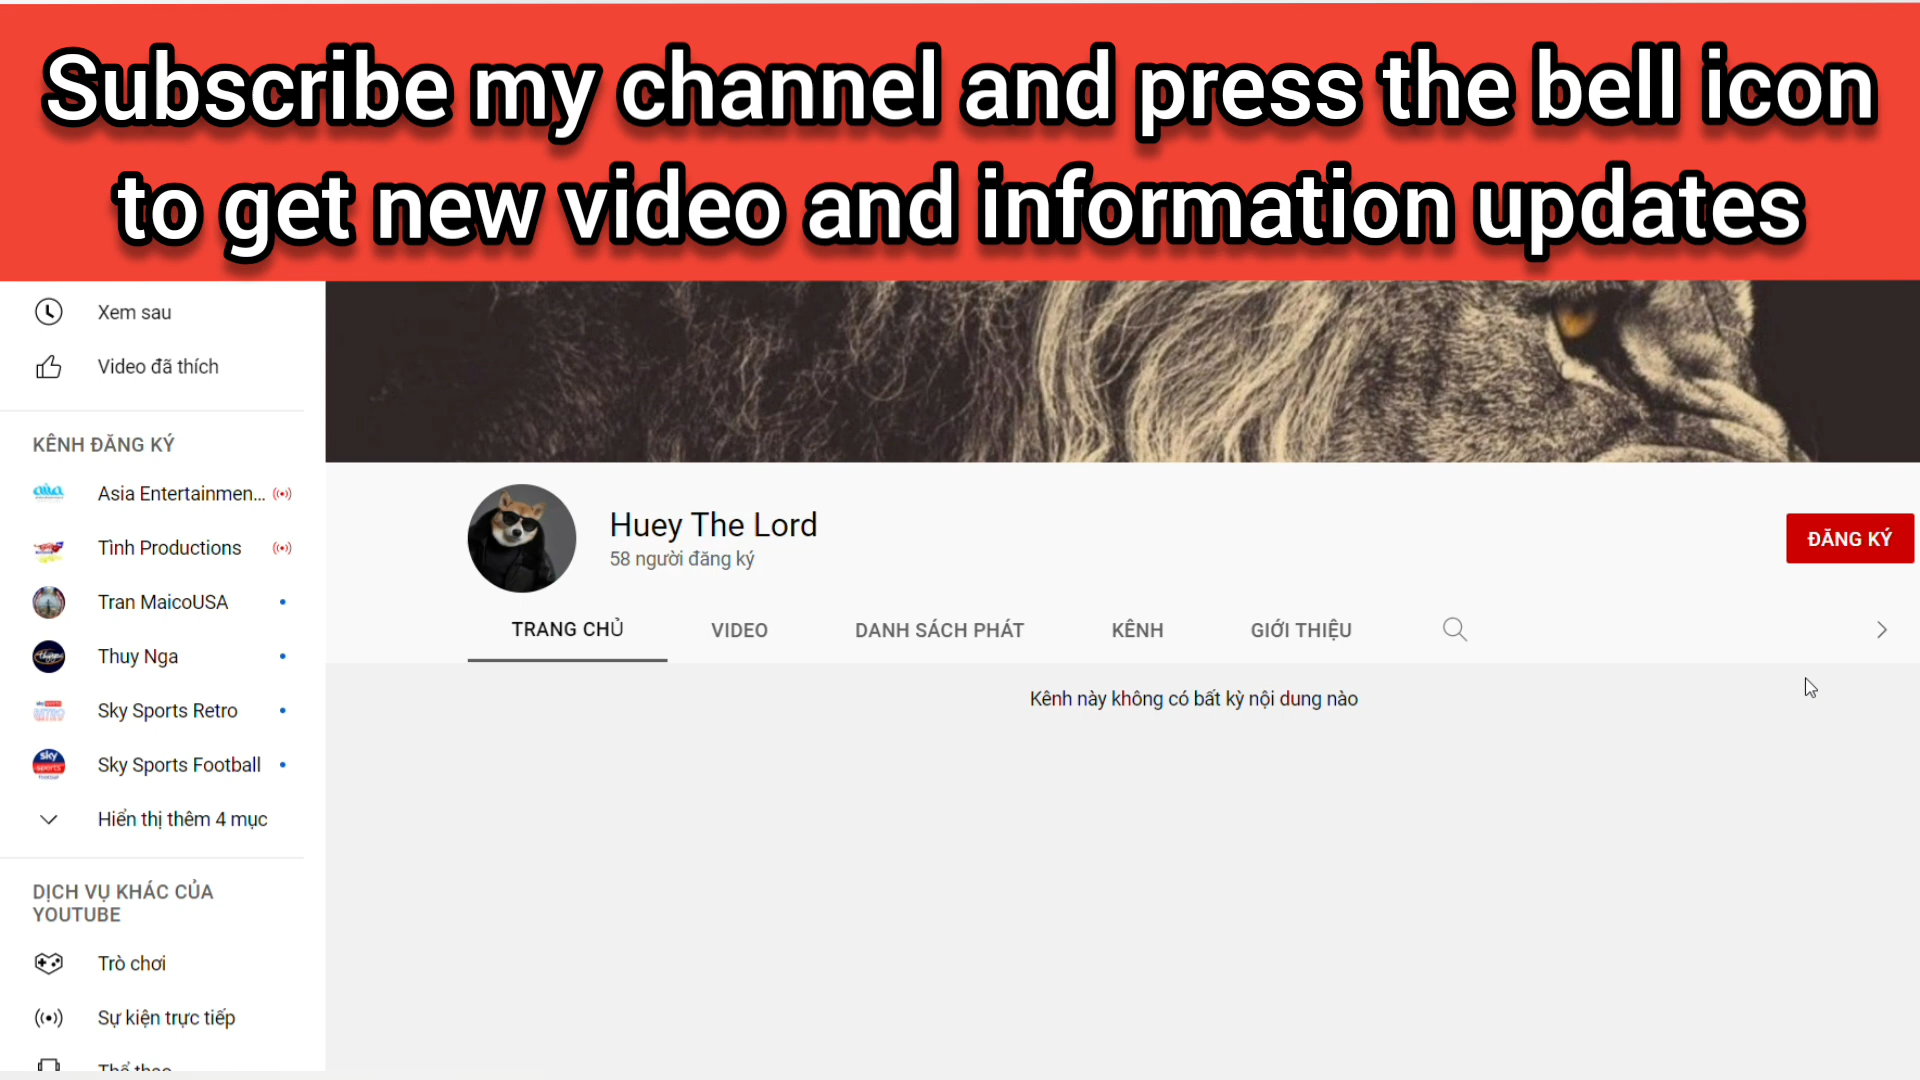 Subscribe my channel and press the bell icon
to get new video and information updates
Xem sau
Video đã thích
KÊNH ĐĂNG KÝ
Asia Entertainmen...
Tình Productions
Tran MaicoUSA
Thuy Nga
Sky Sports Retro
Sky Sports Football
Hiển thị thêm 4 mục
DỊCH VỤ KHÁC CỦA
YOUTUBE
Trò chơi
Sự kiện trực tiếp
Huey The Lord
58 người đăng ký
ĐĂNG KÝ
TRANG CHỦ VIDEO DANH SÁCH PHÁT KÊNH GIỚI THIỆU
Kênh này không có bất kỳ nội dung nào